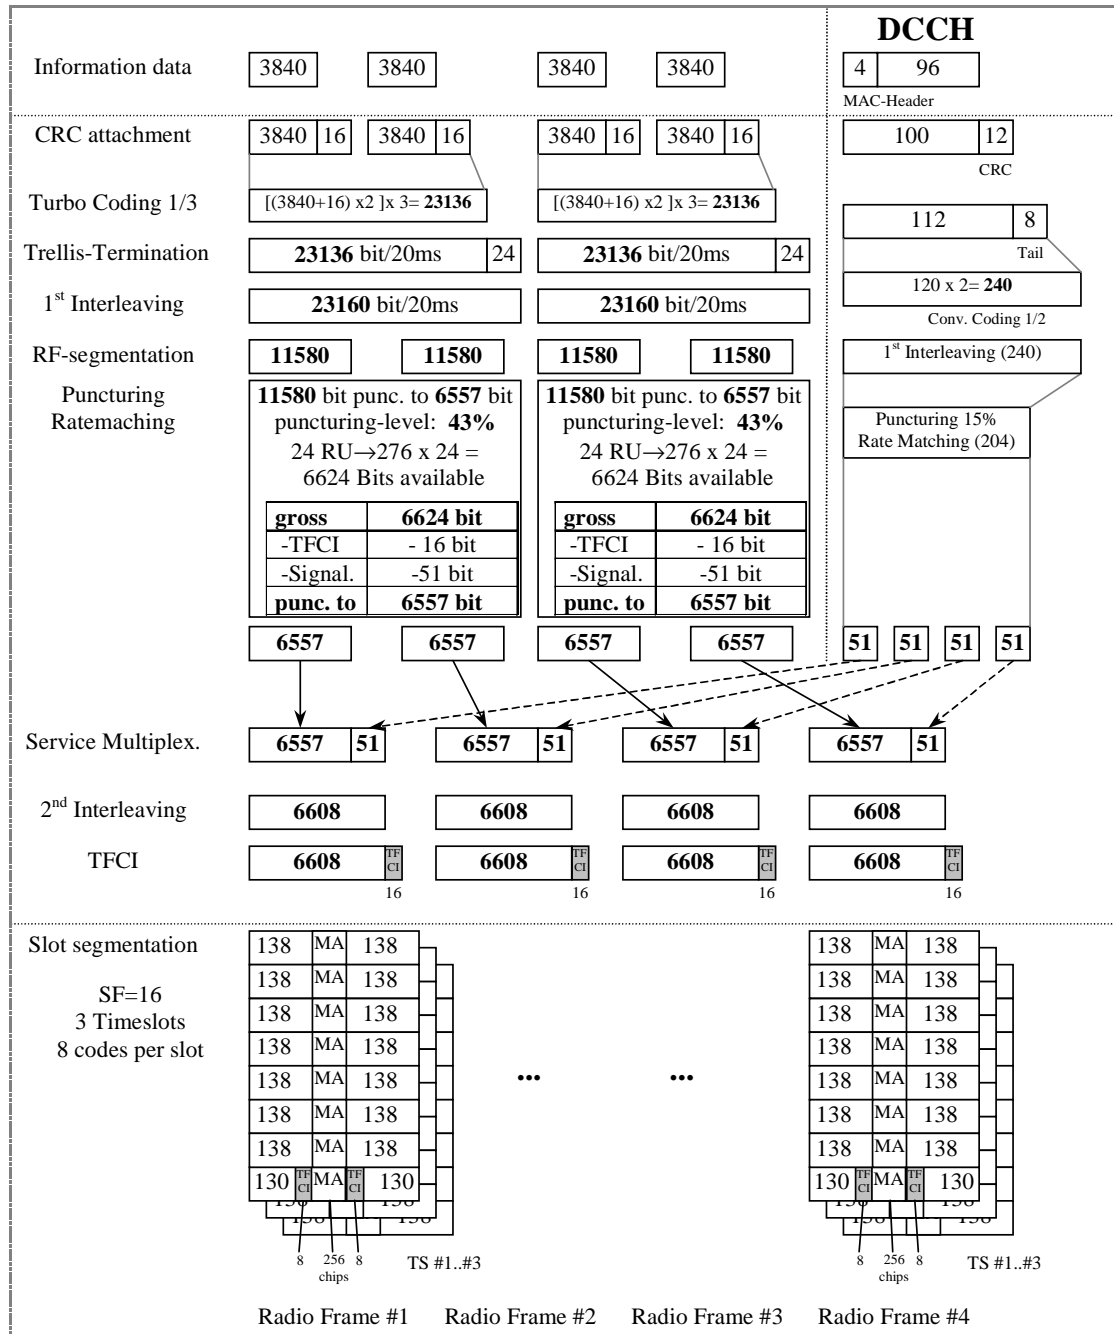 DCCH
Information data 3840 3840 3840 3840 4 96
MAC-Header
CRC attachment 3840 16 3840 16 3840 16 3840 16 100 12
CRC
Turbo Coding 1/3 [(3840+16) x2 ]x 3= 23136 [(3840+16) x2 ]x 3= 23136
112 8
Tail
Trellis-Termination 23136 bit/20ms 24 23136 bit/20ms 24
120 x 2= 240
Conv. Coding 1/2
1st Interleaving 23160 bit/20ms 23160 bit/20ms
RF-segmentation 11580 11580 11580 11580 1st Interleaving (240)
Puncturing
Ratemaching
11580 bit punc. to 6557 bit
puncturing-level: 43%
24 RU→276 x 24 =
6624 Bits available
gross 6624 bit
-TFCI - 16 bit
-Signal. -51 bit
punc. to 6557 bit
11580 bit punc. to 6557 bit
puncturing-level: 43%
24 RU→276 x 24 =
6624 Bits available
gross 6624 bit
-TFCI - 16 bit
-Signal. -51 bit
punc. to 6557 bit
Puncturing 15%
Rate Matching (204)
6557 6557 6557 6557 51 51 51 51
Service Multiplex. 6557 51 6557 51 6557 51 6557 51
2nd Interleaving 6608 6608 6608 6608
TFCI 6608 TF CI 6608 TF CI 6608 TF CI 6608 TF CI
16 16 16 16
Slot segmentation
SF=16
3 Timeslots
8 codes per slot
138 MA 138 138 MA 138
138 MA 138 138 MA 138
138 MA 138 138 MA 138
138 MA 138 138 MA 138
... ...
138 MA 138 138 MA 138
138 MA 138 138 MA 138
138 MA 138 138 MA 138
130 TF CI MA TF CI 130 130 TF CI MA TF CI 130
8 256 chips 8 TS #1..#3 8 256 chips 8 TS #1..#3
Radio Frame #1 Radio Frame #2 Radio Frame #3 Radio Frame #4